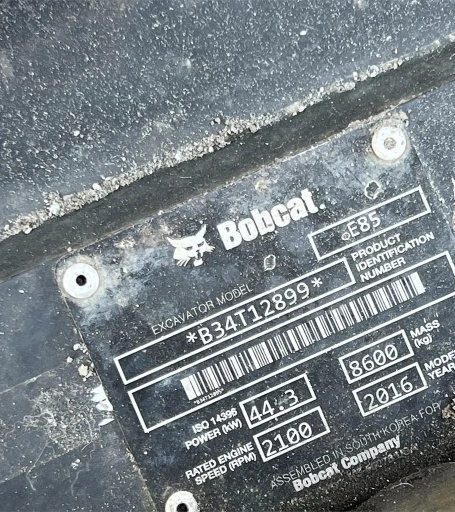 Bobcat.
EXCAVATOR MODEL E85
*B34T12899* PRODUCT IDENTIFICATION NUMBER
*B34T12899*
ISO 14396 POWER (kW) 44.3 8600 MASS (kg)
RATED ENGINE SPEED (RPM) 2100 2016 MODEL YEAR
ASSEMBLED IN SOUTH KOREA FOR
Bobcat Company